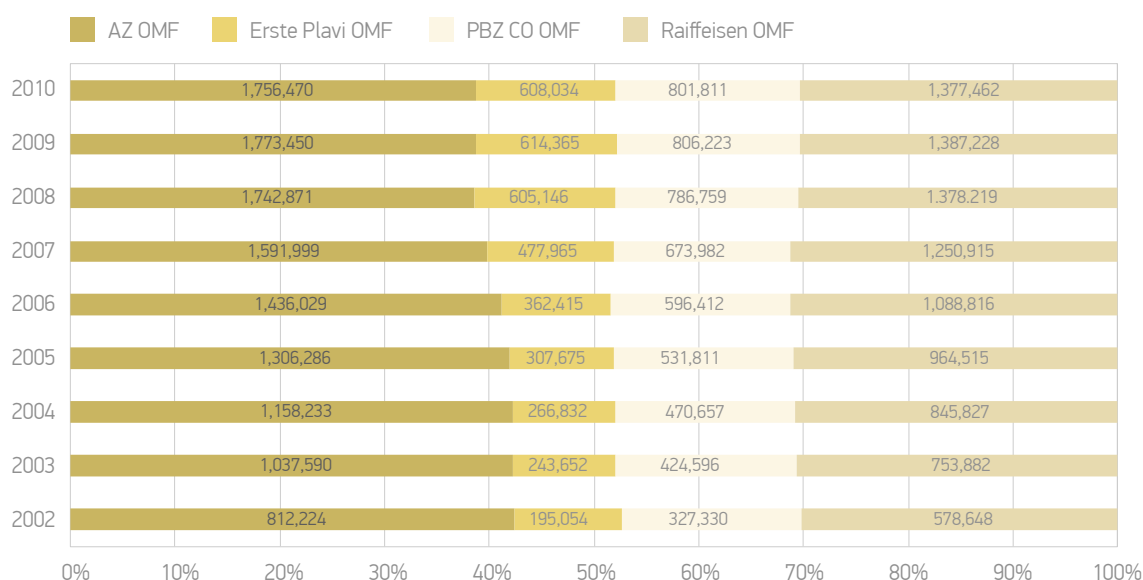 AZ OMF Erste Plavi OMF PBZ CO OMF Raiffeisen OMF
2010 1,756,470 608,034 801,811 1,377,462
2009 1,773,450 614,365 806,223 1,387,228
2008 1,742,871 605,146 786,759 1.378.219
2007 1,591,999 477,965 673,982 1,250,915
2006 1,436,029 362,415 596,412 1,088,816
2005 1,306,286 307,675 531,811 964,515
2004 1,158,233 266,832 470,657 845,827
2003 1,037,590 243,652 424,596 753,882
2002 812,224 195,054 327,330 578,648
0% 10% 20% 30% 40% 50% 60% 70% 80% 90% 100%